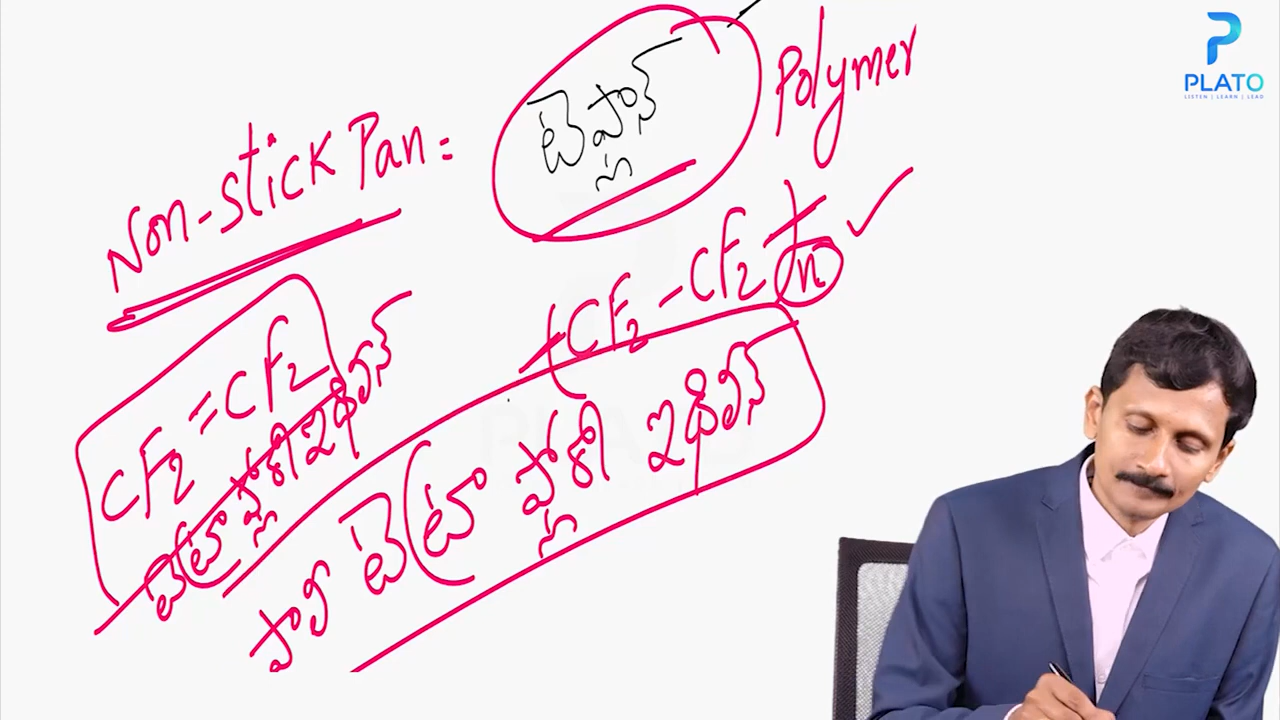 Non-stick Pan = టెఫ్లాన్ Polymer
-(CF2 - CF2-)n ✓
CF2 = CF2
టెట్రాఫ్లోరో ఇథిలీన్
పాలి టెట్రా ఫ్లోరో ఇథిలీన్
PLATO
LISTEN | LEARN | LEAD